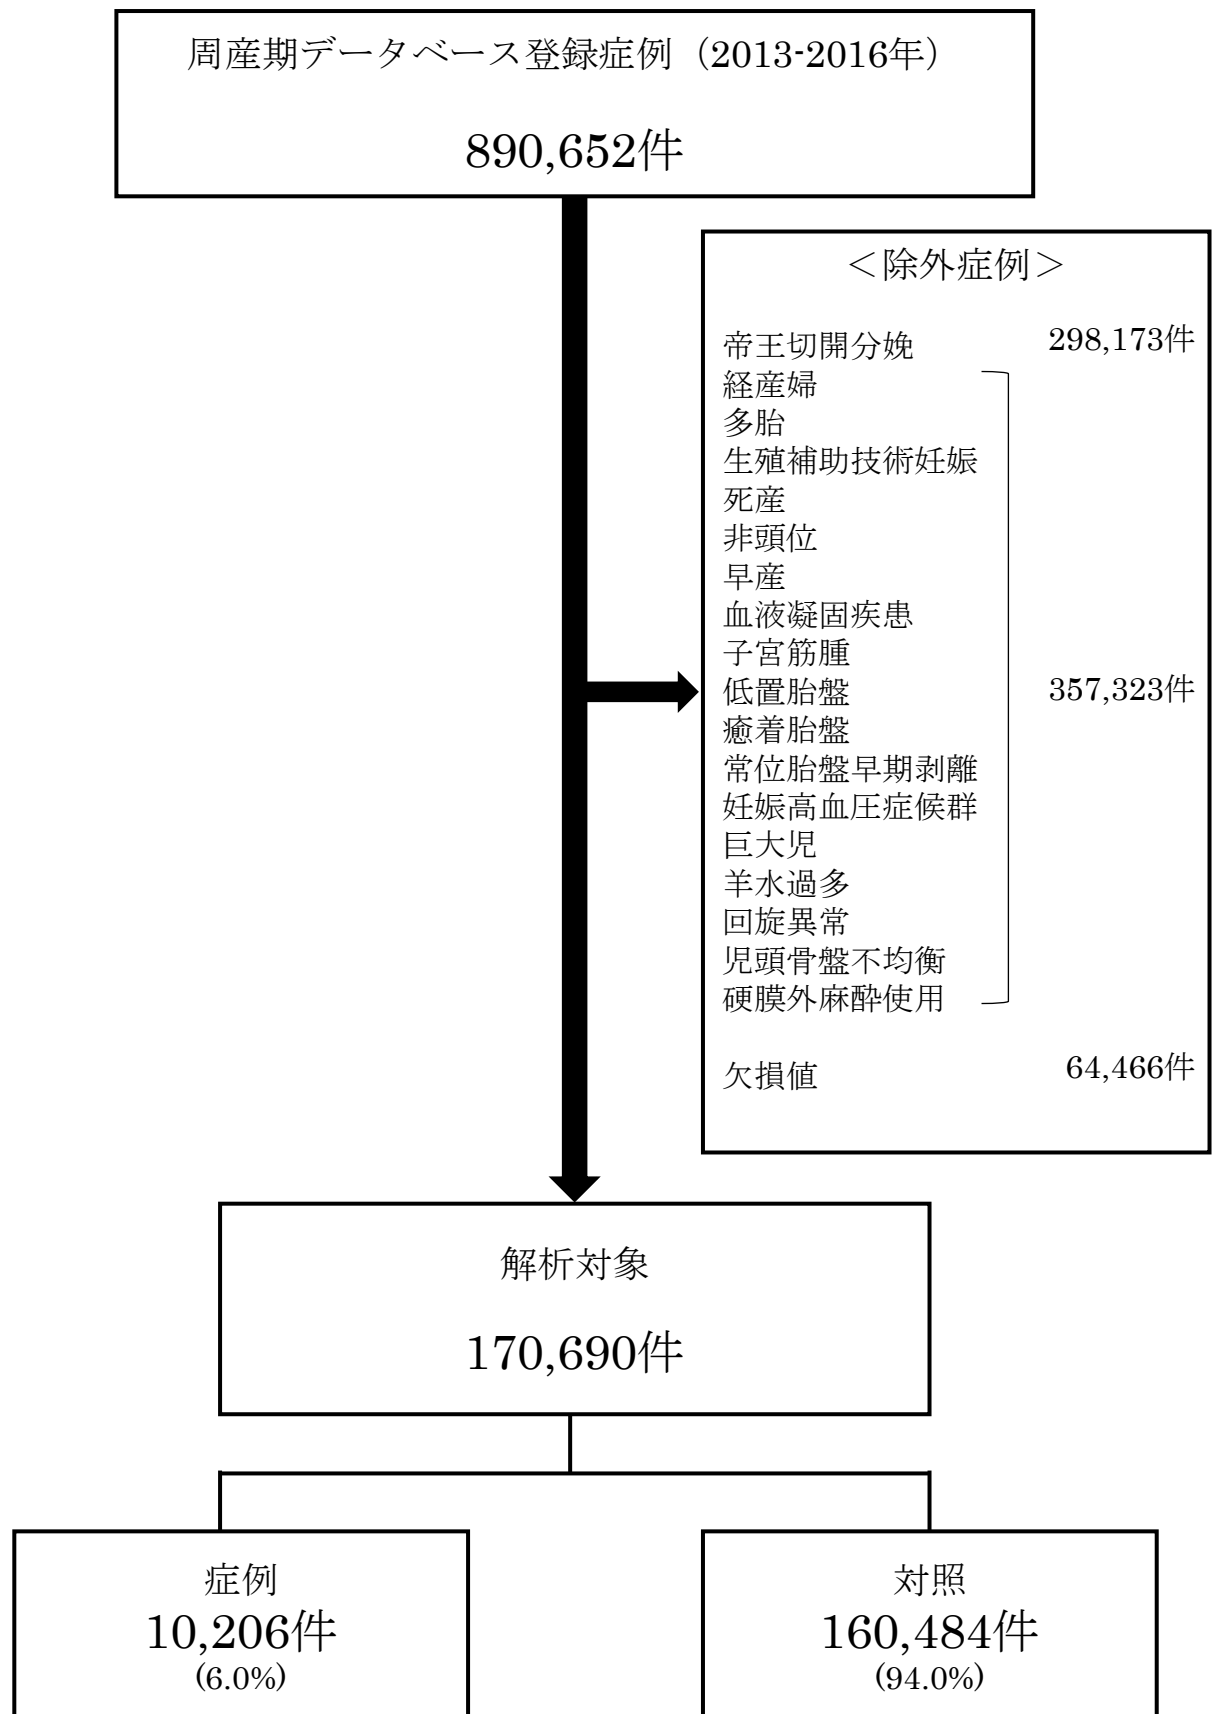 周産期データベース登録症例（2013-2016年）
890,652件
＜除外症例＞
帝王切開分娩 298,173件
経産婦
多胎
生殖補助技術妊娠
死産
非頭位
早産
血液凝固疾患
子宮筋腫
低置胎盤 357,323件
癒着胎盤
常位胎盤早期剥離
妊娠高血圧症候群
巨大児
羊水過多
回旋異常
児頭骨盤不均衡
硬膜外麻酔使用
欠損値 64,466件
解析対象
170,690件
症例
10,206件
(6.0%)
対照
160,484件
(94.0%)